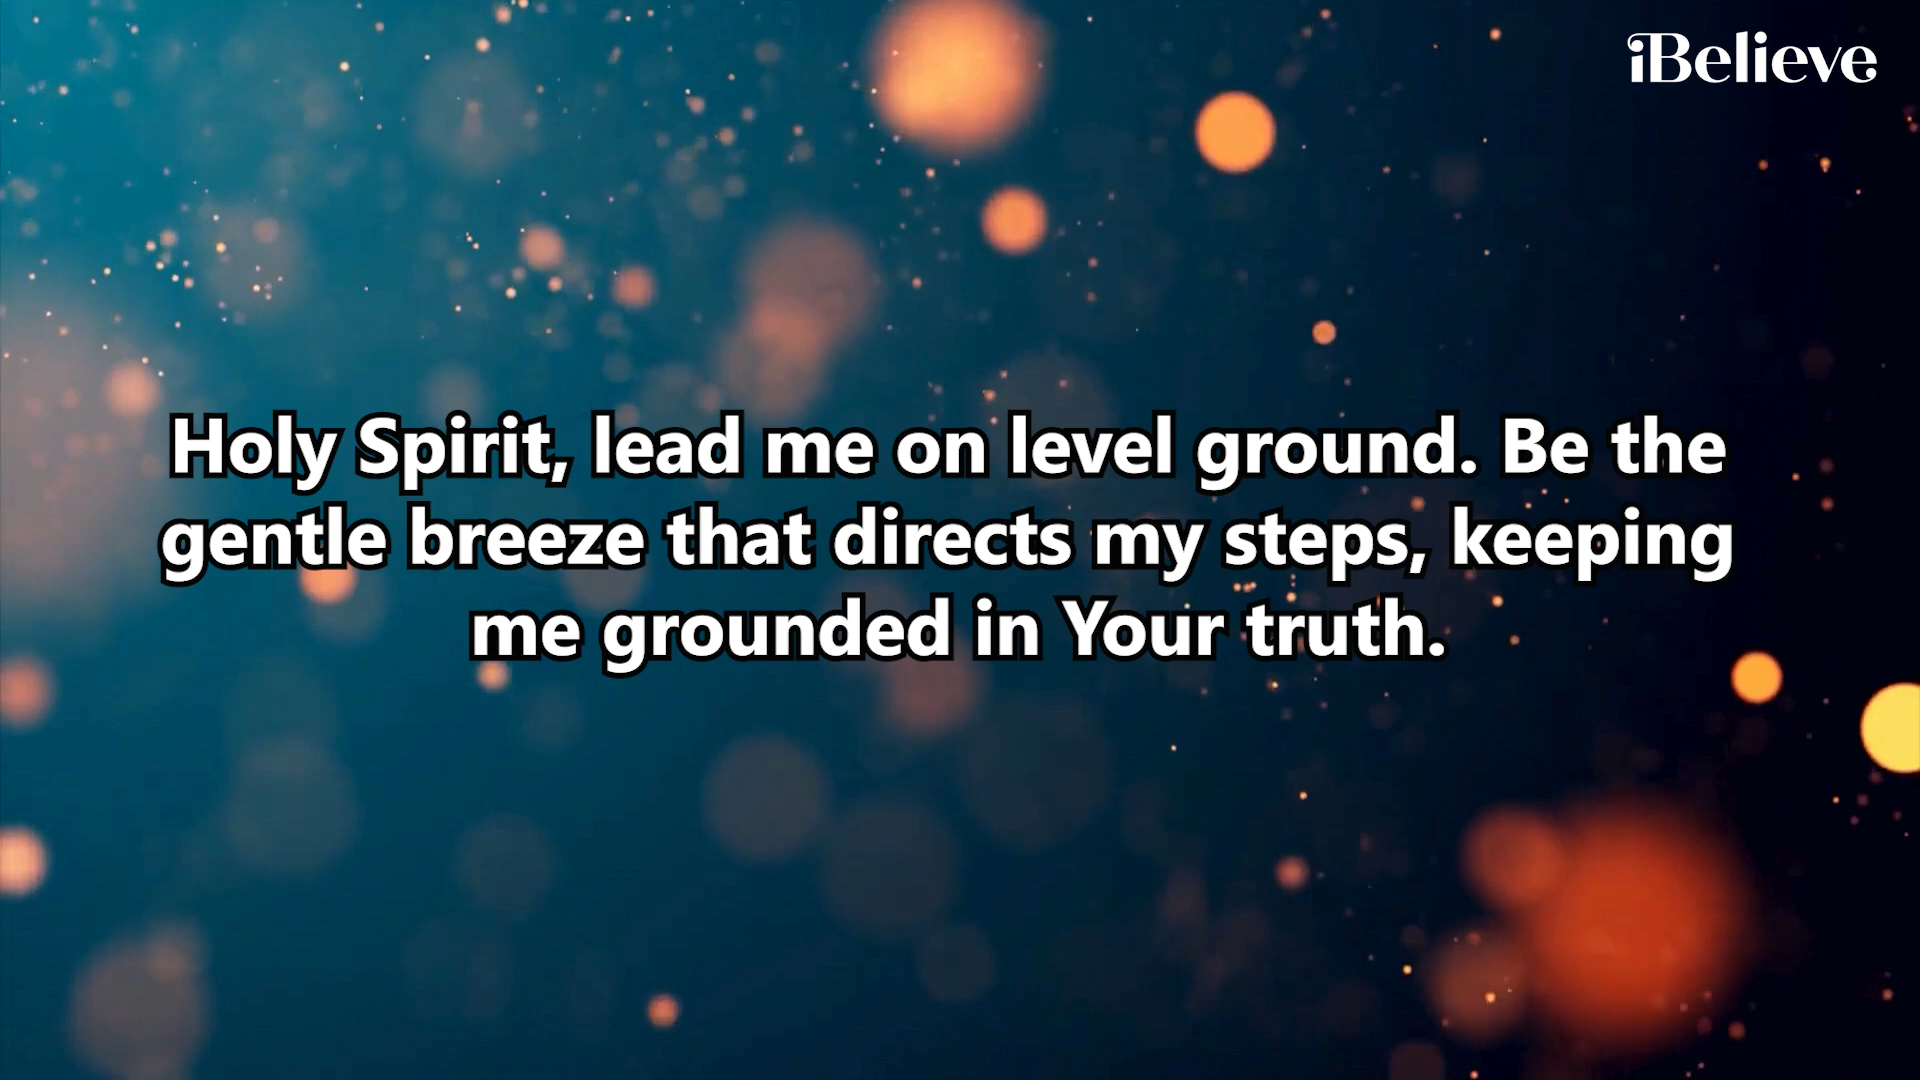 iBelieve
Holy Spirit, lead me on level ground. Be the
gentle breeze that directs my steps, keeping
me grounded in Your truth.